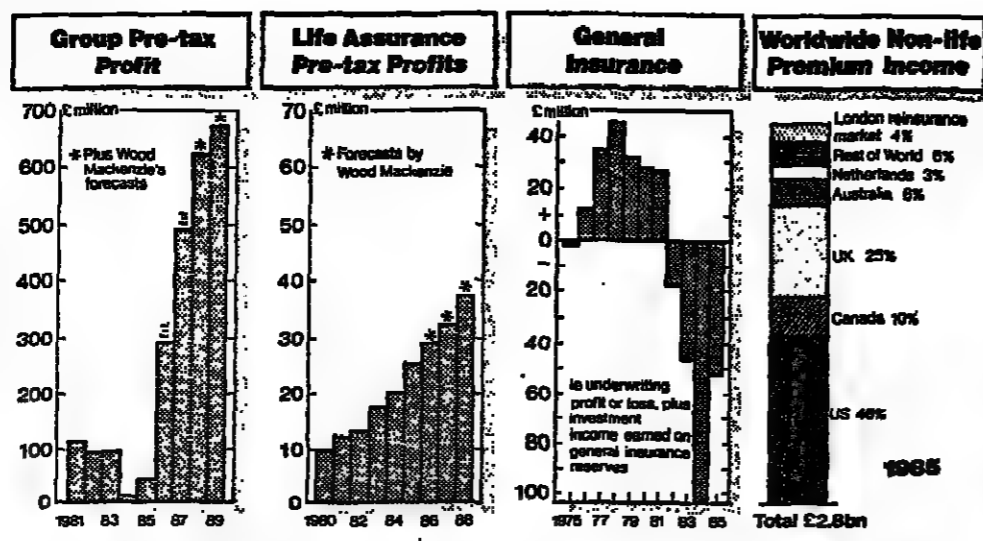 Group Pre-tax
Profit
700
£ million
600
500
400
300
200
100
0
* Plus Wood
Mackenzie's
forecasts
1981 83 85 87 89
Life Assurance
Pre-tax Profits
70
£ million
60
50
40
30
20
10
0
* Forecasts by
Wood Mackenzie
1980 82 84 86 88
General
Insurance
£ million
40
20
+
0
−
20
40
60
80
100
ie underwriting
profit or loss, plus
investment
income earned on
general insurance
reserves
1975 77 79 81 83 85
Worldwide Non-life
Premium Income
London reinsurance
market 4%
Rest of World
Netherlands 3%
Australia
UK 25%
Canada 10%
US
1985
Total £2.8bn